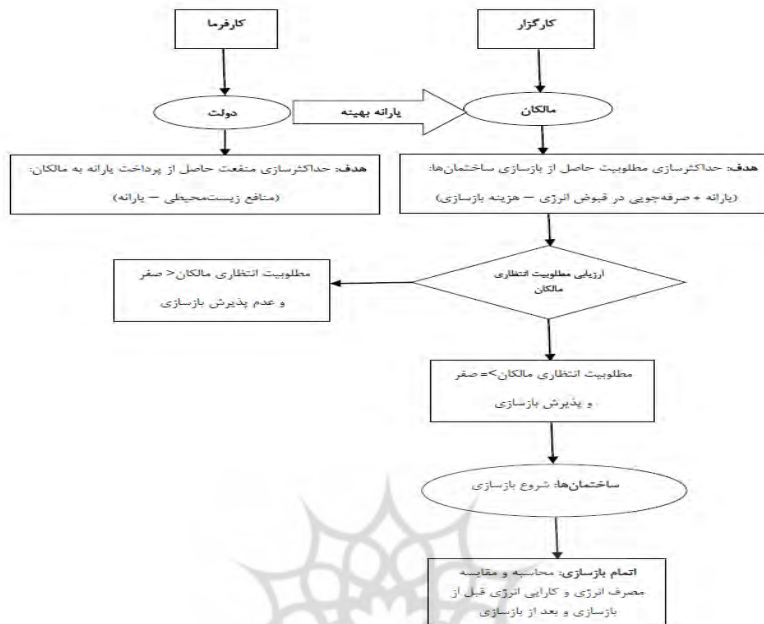 کارفرما
کارگزار
دولت
یارانه بهینه
مالکان
هدف: حداکثرسازی منفعت حاصل از پرداخت یارانه به مالکان:
(منافع زیست‌محیطی – یارانه)
هدف: حداکثرسازی مطلوبیت حاصل از بازسازی ساختمان‌ها:
(یارانه + صرفه‌جویی در قبوض انرژی – هزینه بازسازی)
ارزیابی مطلوبیت انتظاری
مالکان
مطلوبیت انتظاری مالکان< صفر
و عدم پذیرش بازسازی
مطلوبیت انتظاری مالکان>= صفر
و پذیرش بازسازی
ساختمان‌ها: شروع بازسازی
اتمام بازسازی: محاسبه و مقایسه
مصرف انرژی و کارایی انرژی قبل از
بازسازی و بعد از بازسازی